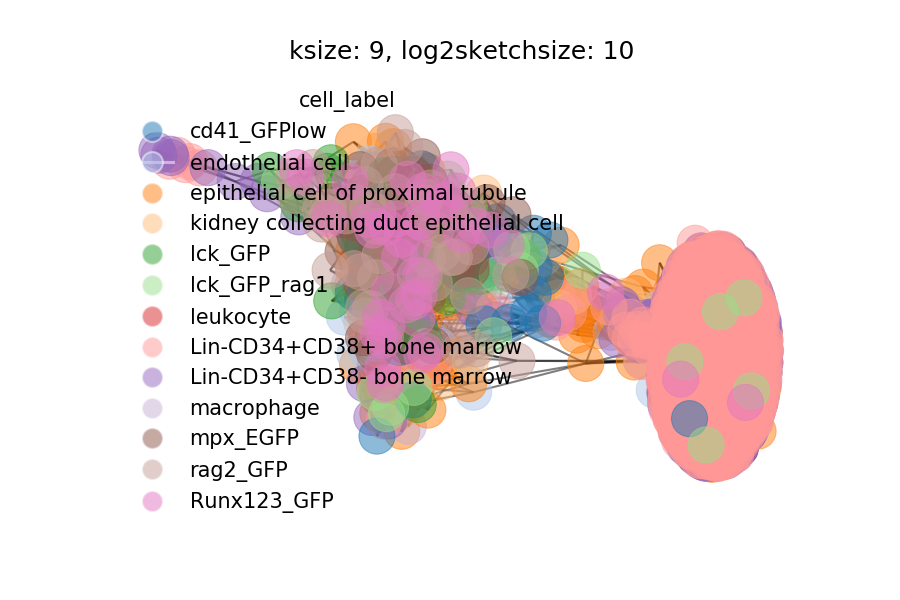 ksize: 9, log2sketchsize: 10
cell_label
cd41_GFPlow
endothelial cell
epithelial cell of proximal tubule
kidney collecting duct epithelial cell
lck_GFP
lck_GFP_rag1
leukocyte
Lin-CD34+CD38+ bone marrow
Lin-CD34+CD38- bone marrow
macrophage
mpx_EGFP
rag2_GFP
Runx123_GFP